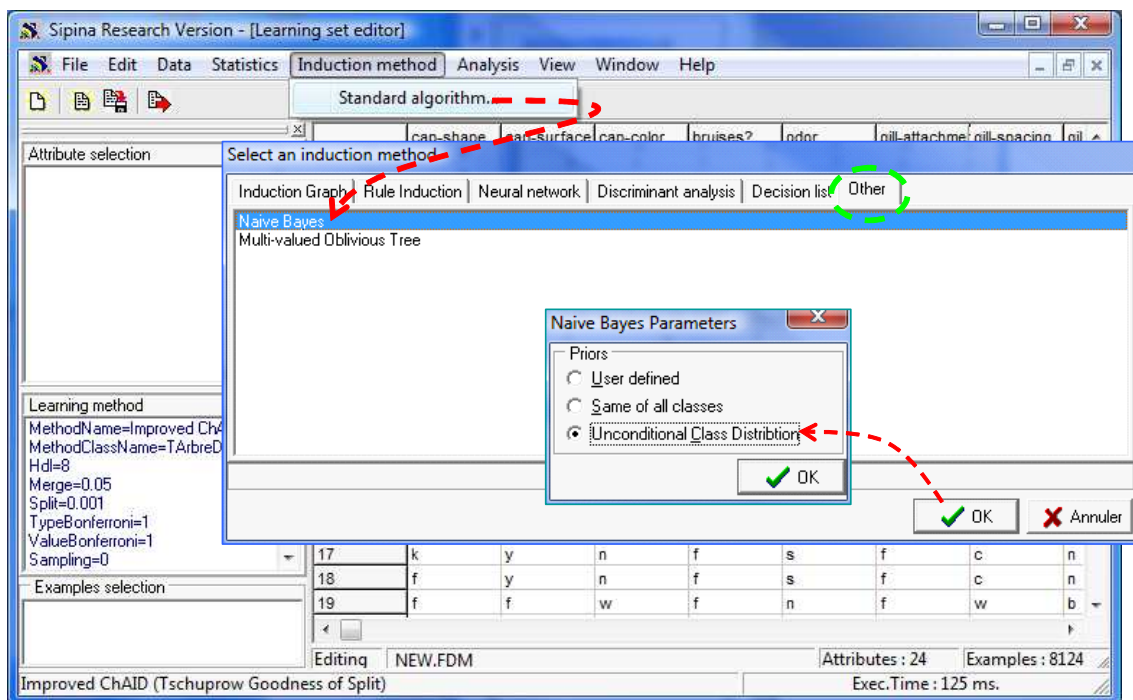 Sipina Research Version - [Learning set editor]
File Edit Data Statistics Induction method Analysis View Window Help
Standard algorithm...
cap-shape cap-surface cap-color bruises? odor gill-attachme gill-spacing gil
Attribute selection
Select an induction method
Induction Graph Rule Induction Neural network Discriminant analysis Decision list Other
Naive Bayes
Multi-valued Oblivious Tree
Naive Bayes Parameters
Priors
User defined
Same of all classes
Unconditional Class Distribtion
OK
OK Annuler
Learning method
MethodName=Improved ChA
MethodClassName=TArbreD
Hdl=8
Merge=0.05
Split=0.001
TypeBonferroni=1
ValueBonferroni=1
Sampling=0
17 k y n f s f c n
18 f y n f s f c n
19 f f w f n f w b
Examples selection
Editing NEW.FDM Attributes : 24 Examples : 8124
Improved ChAID (Tschuprow Goodness of Split) Exec.Time : 125 ms.